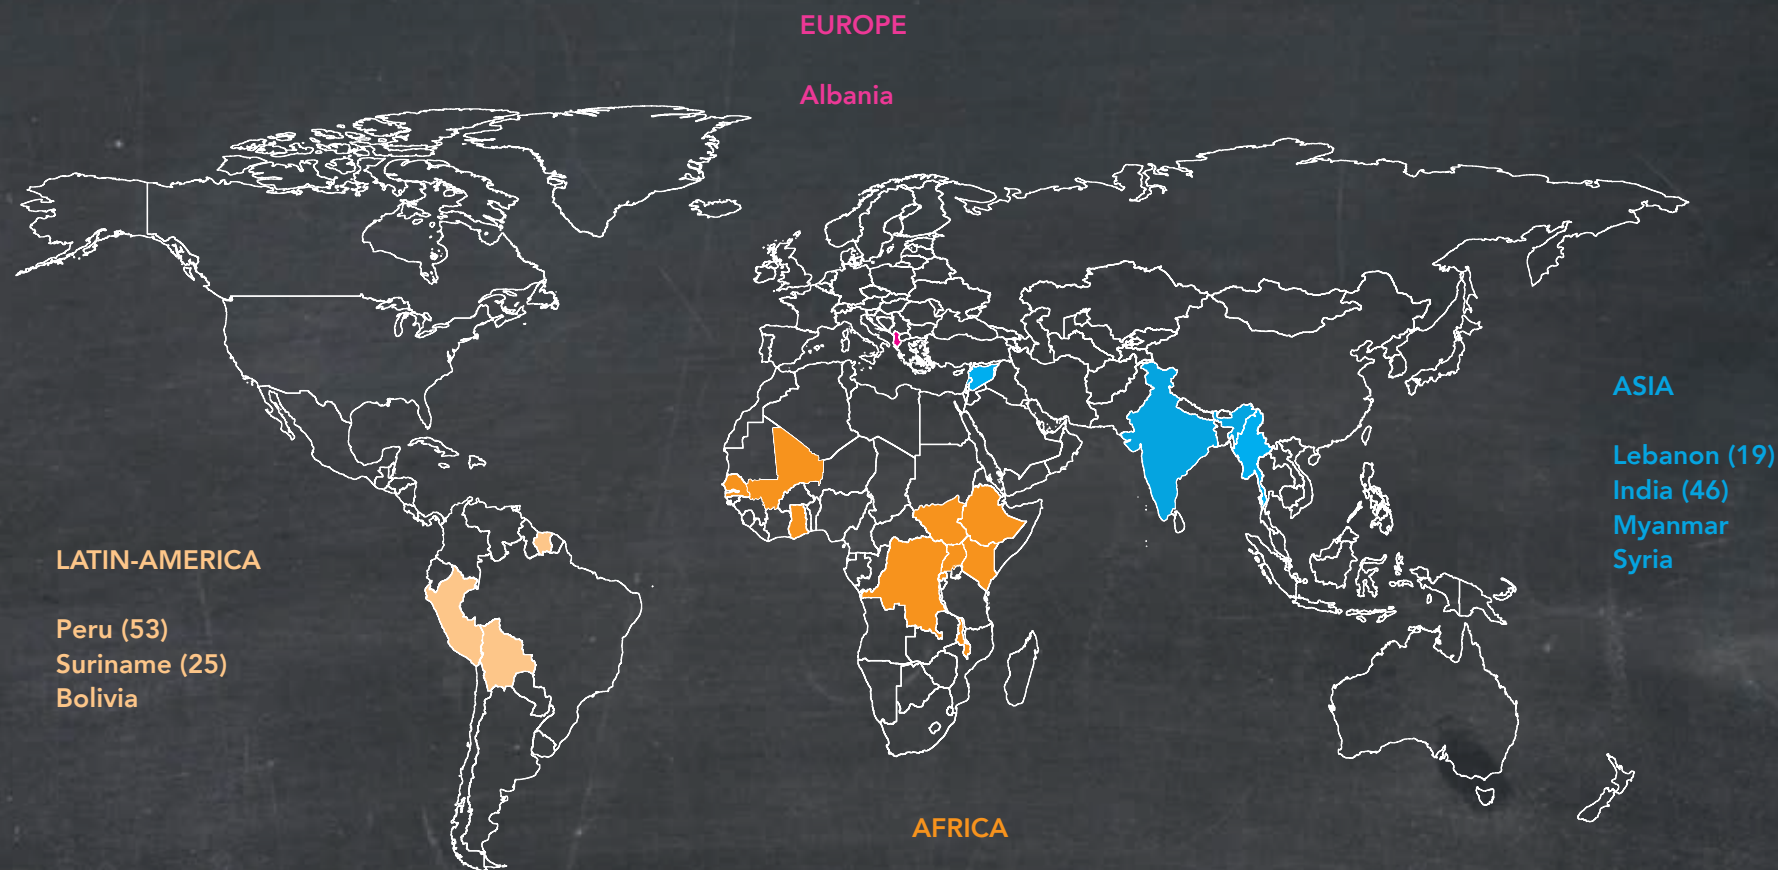 EUROPE
Albania
ASIA
Lebanon (19)
India (46)
Myanmar
Syria
LATIN-AMERICA
Peru (53)
Suriname (25)
Bolivia
AFRICA